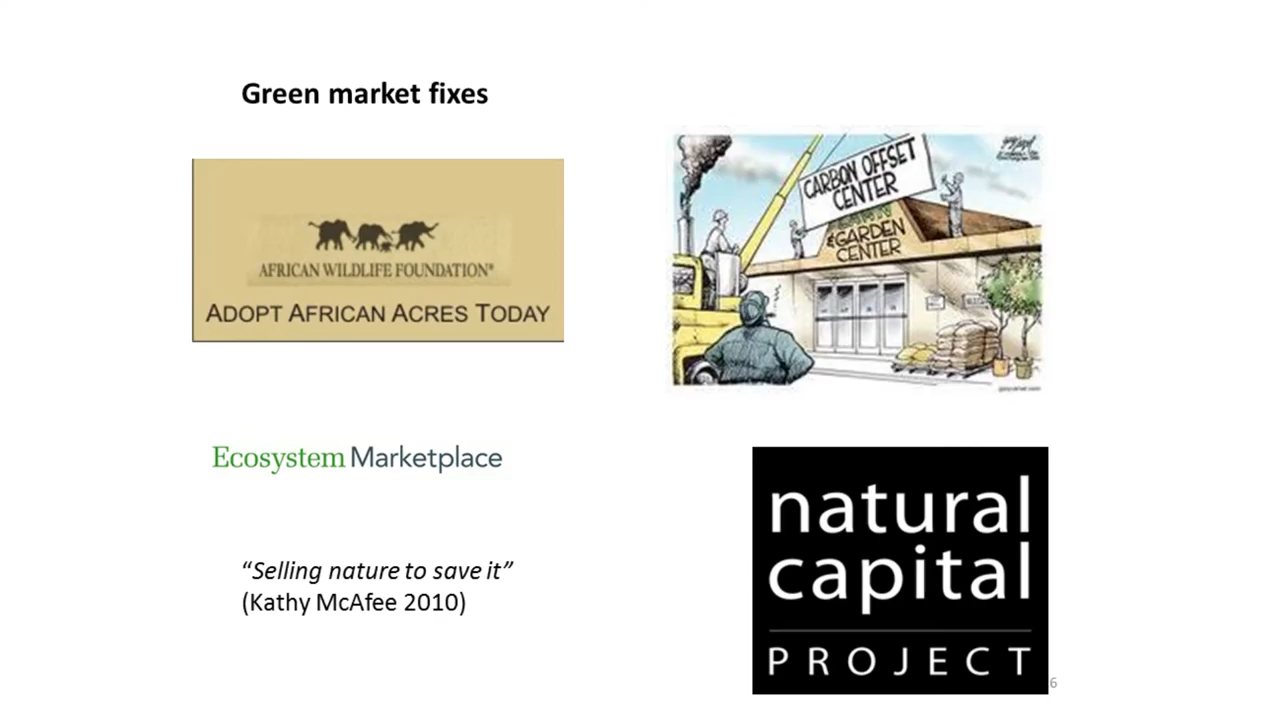 Green market fixes
AFRICAN WILDLIFE FOUNDATION®
ADOPT AFRICAN ACRES TODAY
CARBON OFFSET
CENTER
& GARDEN
CENTER
Ecosystem Marketplace
“Selling nature to save it”
(Kathy McAfee 2010)
natural
capital
PROJECT
6